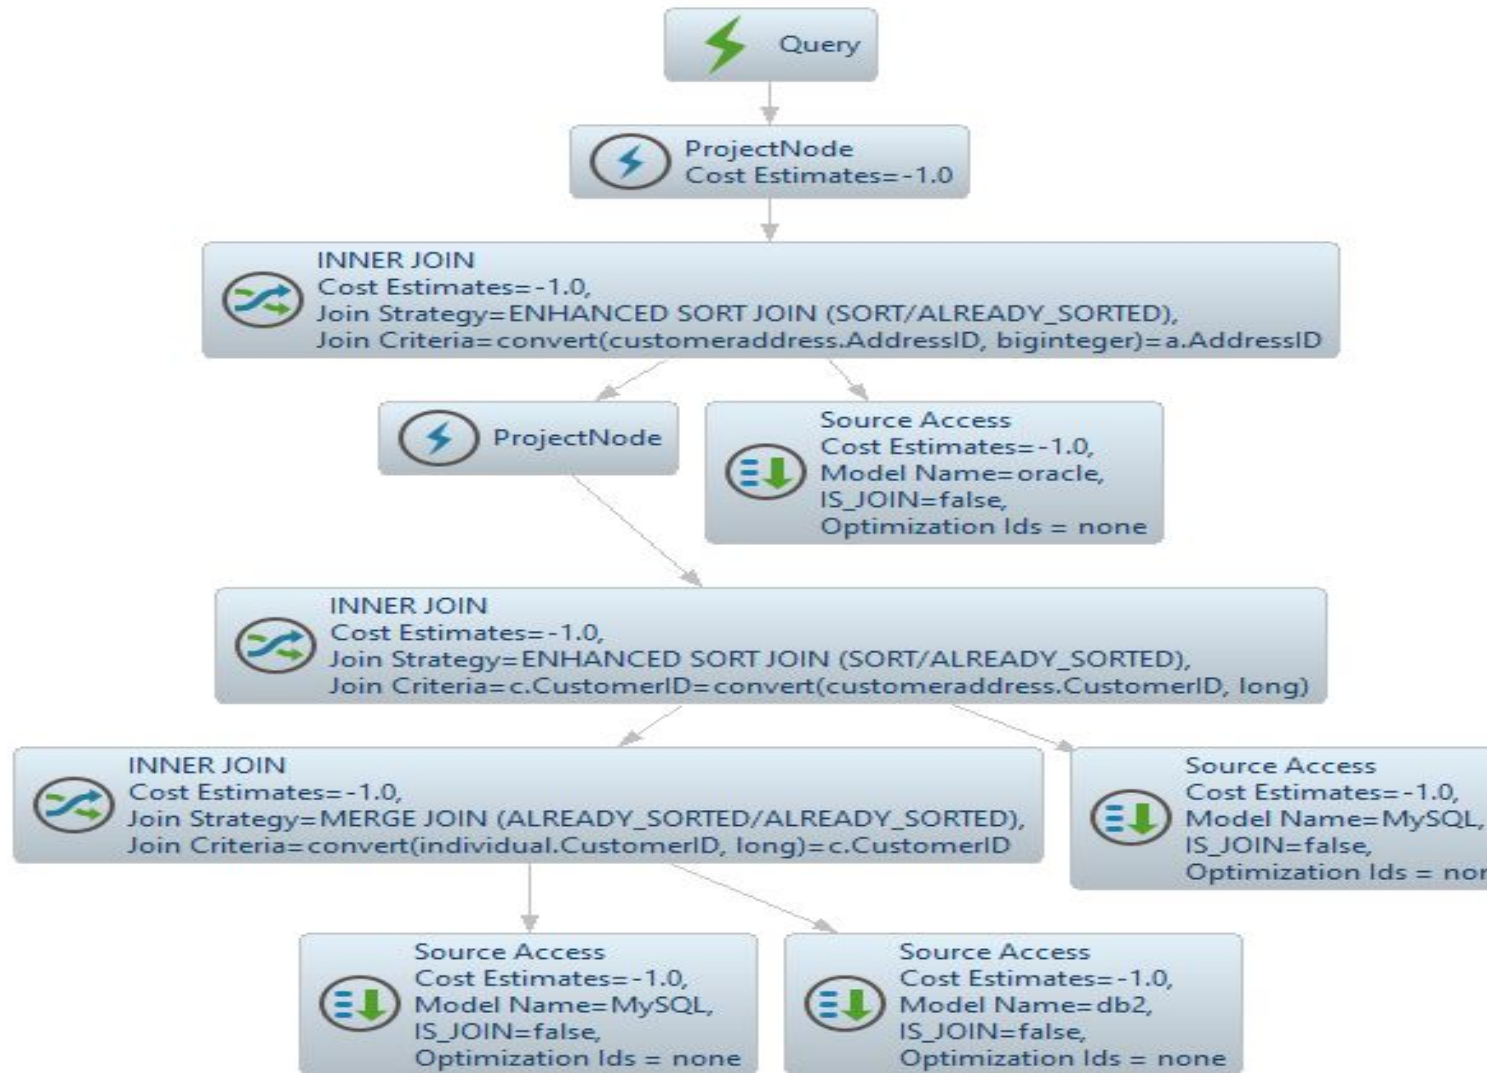 Query
ProjectNode
Cost Estimates=-1.0
INNER JOIN
Cost Estimates=-1.0,
Join Strategy=ENHANCED SORT JOIN (SORT/ALREADY_SORTED),
Join Criteria=convert(customeraddress.AddressID, biginteger)=a.AddressID
ProjectNode
Source Access
Cost Estimates=-1.0,
Model Name=oracle,
IS_JOIN=false,
Optimization Ids = none
INNER JOIN
Cost Estimates=-1.0,
Join Strategy=ENHANCED SORT JOIN (SORT/ALREADY_SORTED),
Join Criteria=c.CustomerID=convert(customeraddress.CustomerID, long)
INNER JOIN
Cost Estimates=-1.0,
Join Strategy=MERGE JOIN (ALREADY_SORTED/ALREADY_SORTED),
Join Criteria=convert(individual.CustomerID, long)=c.CustomerID
Source Access
Cost Estimates=-1.0,
Model Name=MySQL,
IS_JOIN=false,
Optimization Ids =
Source Access
Cost Estimates=-1.0,
Model Name=MySQL,
IS_JOIN=false,
Optimization Ids = none
Source Access
Cost Estimates=-1.0,
Model Name=db2,
IS_JOIN=false,
Optimization Ids = none